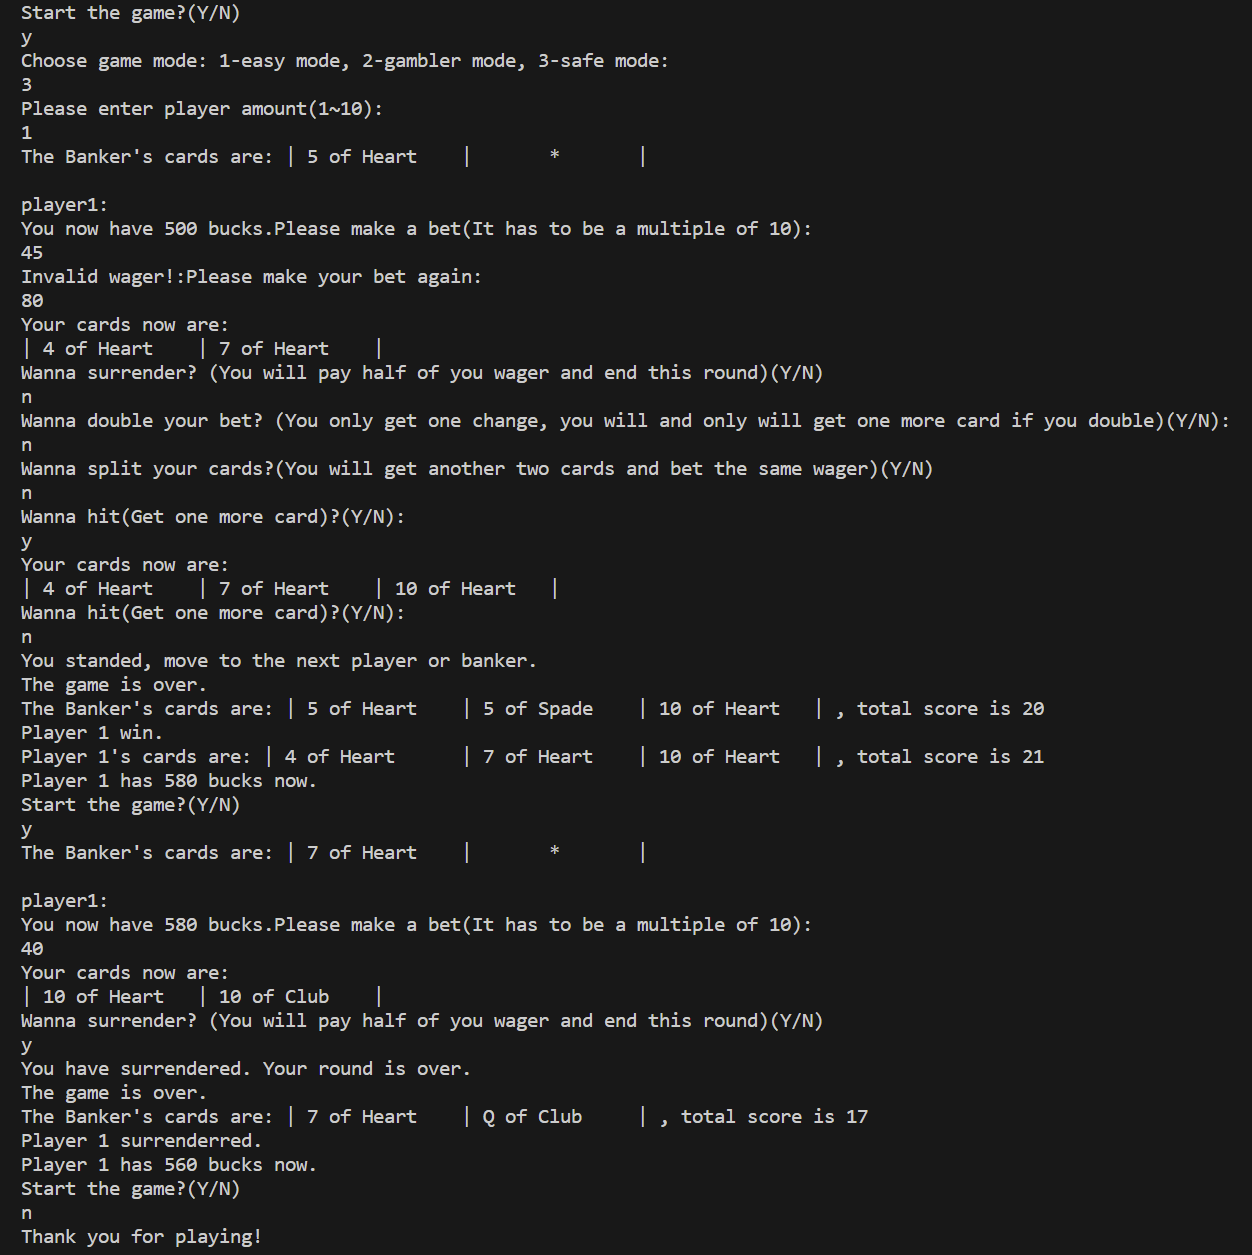 Start the game?(Y/N)
y
Choose game mode: 1-easy mode, 2-gambler mode, 3-safe mode:
3
Please enter player amount(1~10):
1
The Banker's cards are: | 5 of Heart    |       *       |
player1:
You now have 500 bucks.Please make a bet(It has to be a multiple of 10):
45
Invalid wager!:Please make your bet again:
80
Your cards now are:
| 4 of Heart    | 7 of Heart    |
Wanna surrender? (You will pay half of you wager and end this round)(Y/N)
n
Wanna double your bet? (You only get one change, you will and only will get one more card if you double)(Y/N):
n
Wanna split your cards?(You will get another two cards and bet the same wager)(Y/N)
n
Wanna hit(Get one more card)?(Y/N):
y
Your cards now are:
| 4 of Heart    | 7 of Heart    | 10 of Heart   |
Wanna hit(Get one more card)?(Y/N):
n
You standed, move to the next player or banker.
The game is over.
The Banker's cards are: | 5 of Heart    | 5 of Spade    | 10 of Heart   | , total score is 20
Player 1 win.
Player 1's cards are: | 4 of Heart      | 7 of Heart    | 10 of Heart   | , total score is 21
Player 1 has 580 bucks now.
Start the game?(Y/N)
y
The Banker's cards are: | 7 of Heart    |       *       |
player1:
You now have 580 bucks.Please make a bet(It has to be a multiple of 10):
40
Your cards now are:
| 10 of Heart   | 10 of Club    |
Wanna surrender? (You will pay half of you wager and end this round)(Y/N)
y
You have surrendered. Your round is over.
The game is over.
The Banker's cards are: | 7 of Heart    | Q of Club     | , total score is 17
Player 1 surrenderred.
Player 1 has 560 bucks now.
Start the game?(Y/N)
n
Thank you for playing!